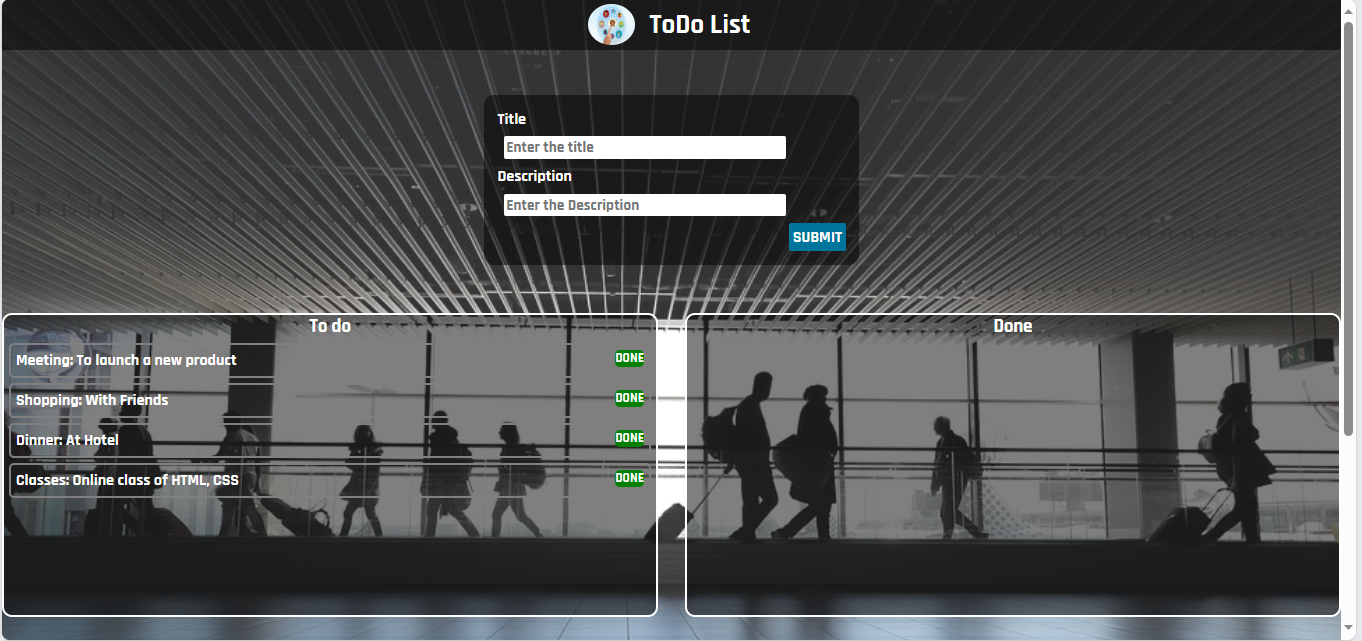 ToDo List
Title
Enter the title
Description
Enter the Description
SUBMIT
To do
Meeting: To launch a new product
DONE
Shopping: With Friends
DONE
Dinner: At Hotel
DONE
Classes: Online class of HTML, CSS
DONE
Done